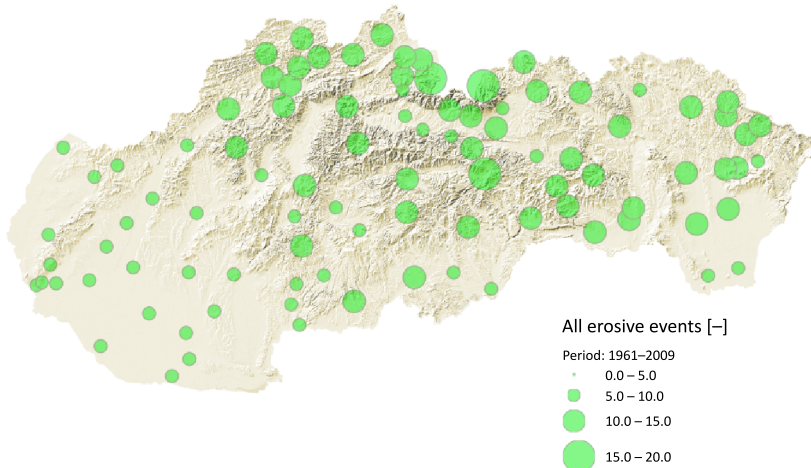 All erosive events [–]
Period: 1961–2009
0.0 – 5.0
5.0 – 10.0
10.0 – 15.0
15.0 – 20.0